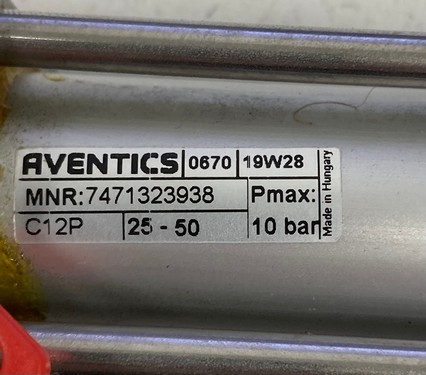 AVENTICS 0670 19W28
MNR:7471323938 Pmax:
C12P 25 - 50 10 bar
Made in Hungary